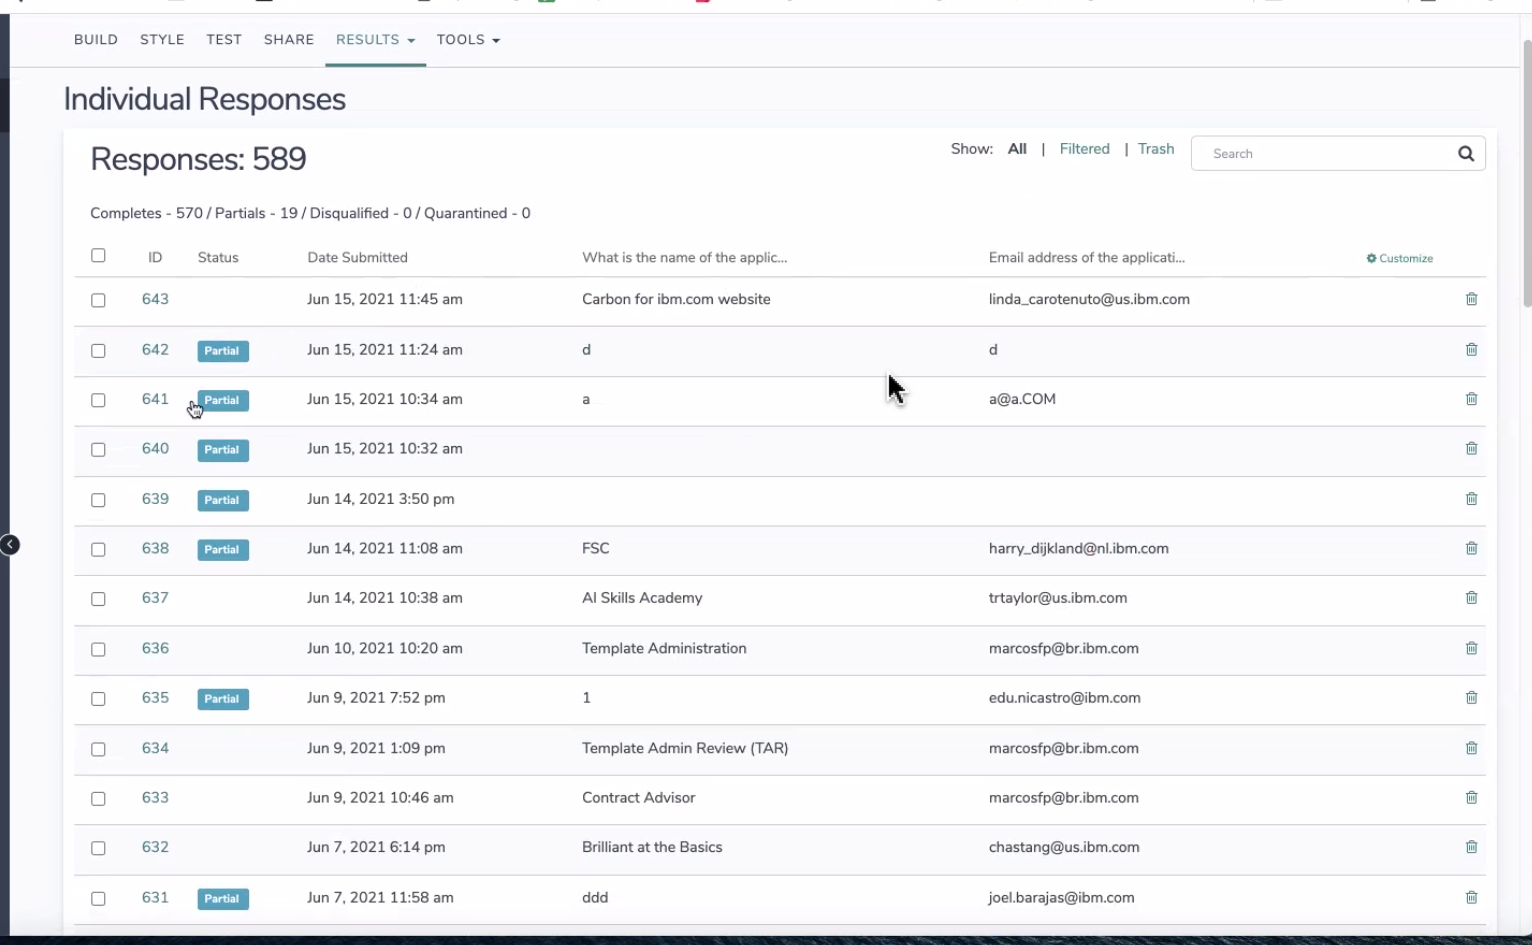 BUILD STYLE TEST SHARE RESULTS TOOLS
Individual Responses
Responses: 589
Show: All | Filtered | Trash
Search
Completes - 570 / Partials - 19 / Disqualified - 0 / Quarantined - 0
ID Status Date Submitted What is the name of the applic... Email address of the applicati... Customize
643 Jun 15, 2021 11:45 am Carbon for ibm.com website linda_carotenuto@us.ibm.com
642 Partial Jun 15, 2021 11:24 am d d
641 Partial Jun 15, 2021 10:34 am a a@a.COM
640 Partial Jun 15, 2021 10:32 am
639 Partial Jun 14, 2021 3:50 pm
638 Partial Jun 14, 2021 11:08 am FSC harry_dijkland@nl.ibm.com
637 Jun 14, 2021 10:38 am AI Skills Academy trtaylor@us.ibm.com
636 Jun 10, 2021 10:20 am Template Administration marcosfp@br.ibm.com
635 Partial Jun 9, 2021 7:52 pm 1 edu.nicastro@ibm.com
634 Jun 9, 2021 1:09 pm Template Admin Review (TAR) marcosfp@br.ibm.com
633 Jun 9, 2021 10:46 am Contract Advisor marcosfp@br.ibm.com
632 Jun 7, 2021 6:14 pm Brilliant at the Basics chastang@us.ibm.com
631 Partial Jun 7, 2021 11:58 am ddd joel.barajas@ibm.com